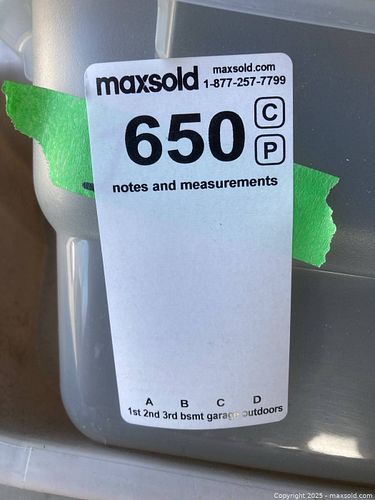 maxsold maxsold.com
1-877-257-7799
650 C
P
notes and measurements
A B C D
1st 2nd 3rd bsmt garage outdoors
Copyright 2025 - maxsold.com